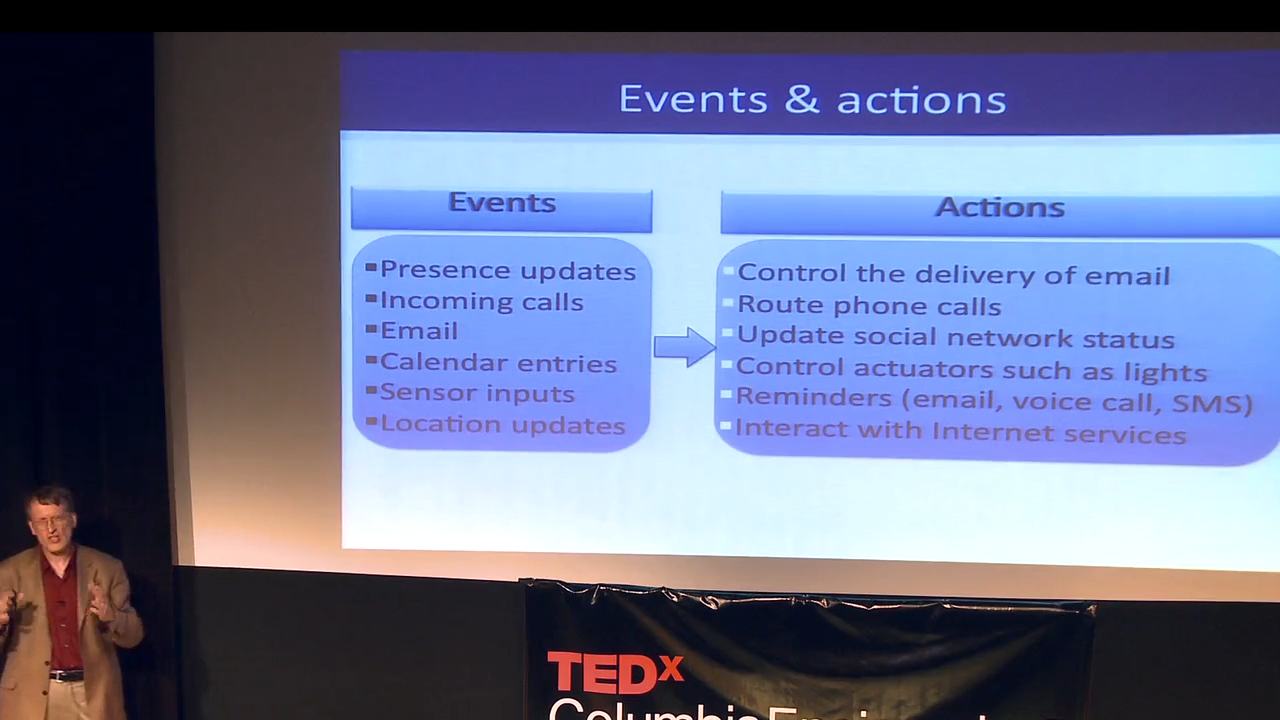 Events & actions
Events
Actions
▪Presence updates
▪Incoming calls
▪Email
▪Calendar entries
▪Sensor inputs
▪Location updates
▪Control the delivery of email
▪Route phone calls
▪Update social network status
▪Control actuators such as lights
▪Reminders (email, voice call, SMS)
▪Interact with Internet services
TEDx